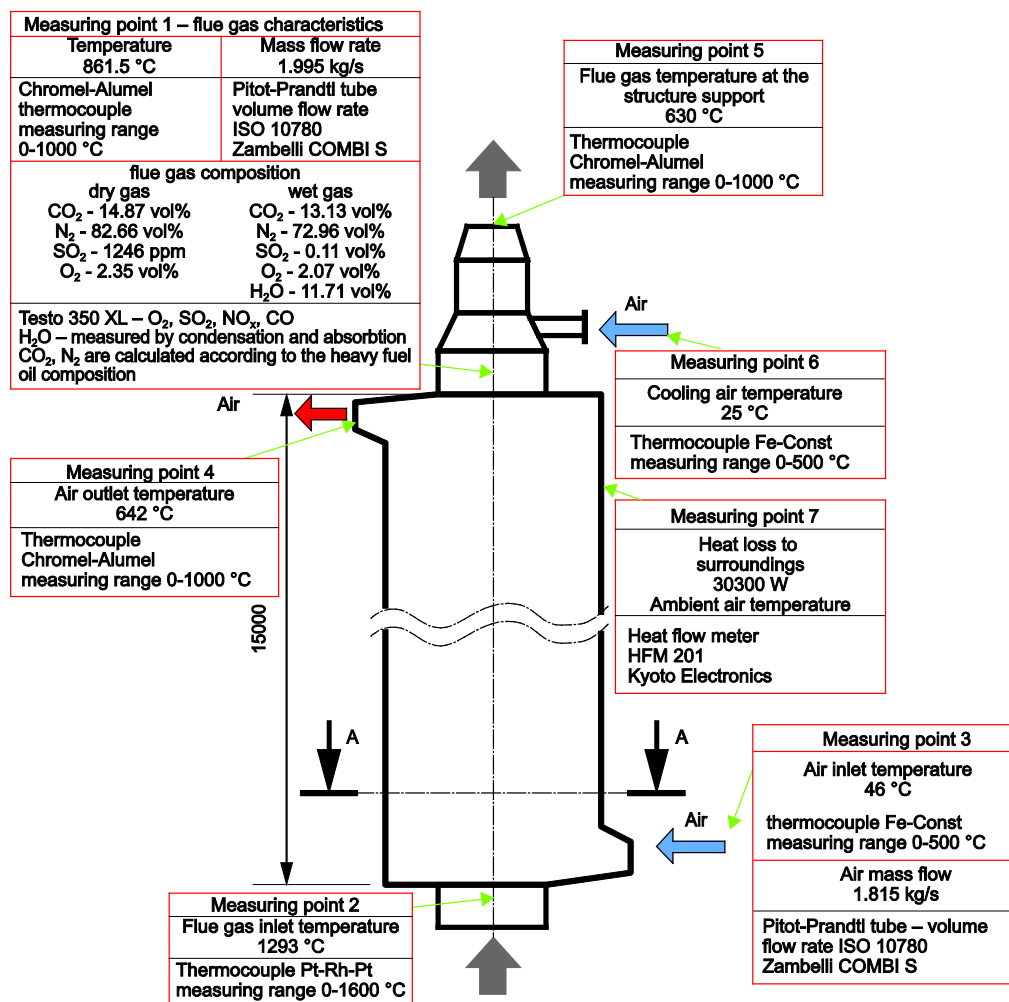 Measuring point 1 – flue gas characteristics
Temperature
861.5 °C
Mass flow rate
1.995 kg/s
Chromel-Alumel
thermocouple
measuring range
0-1000 °C
Pitot-Prandtl tube
volume flow rate
ISO 10780
Zambelli COMBI S
flue gas composition
dry gas
CO₂ - 14.87 vol%
N₂ - 82.66 vol%
SO₂ - 1246 ppm
O₂ - 2.35 vol%
wet gas
CO₂ - 13.13 vol%
N₂ - 72.96 vol%
SO₂ - 0.11 vol%
O₂ - 2.07 vol%
H₂O - 11.71 vol%
Testo 350 XL – O₂, SO₂, NOₓ, CO
H₂O – measured by condensation and absorbtion
CO₂, N₂ are calculated according to the heavy fuel
oil composition
Measuring point 5
Flue gas temperature at the
structure support
630 °C
Thermocouple
Chromel-Alumel
measuring range 0-1000 °C
Air
Measuring point 6
Cooling air temperature
25 °C
Thermocouple Fe-Const
measuring range 0-500 °C
Air
Measuring point 4
Air outlet temperature
642 °C
Thermocouple
Chromel-Alumel
measuring range 0-1000 °C
Measuring point 7
Heat loss to
surroundings
30300 W
Ambient air temperature
Heat flow meter
HFM 201
Kyoto Electronics
15000
A
A
Measuring point 3
Air inlet temperature
46 °C
thermocouple Fe-Const
measuring range 0-500 °C
Air mass flow
1.815 kg/s
Pitot-Prandtl tube – volume
flow rate ISO 10780
Zambelli COMBI S
Air
Measuring point 2
Flue gas inlet temperature
1293 °C
Thermocouple Pt-Rh-Pt
measuring range 0-1600 °C